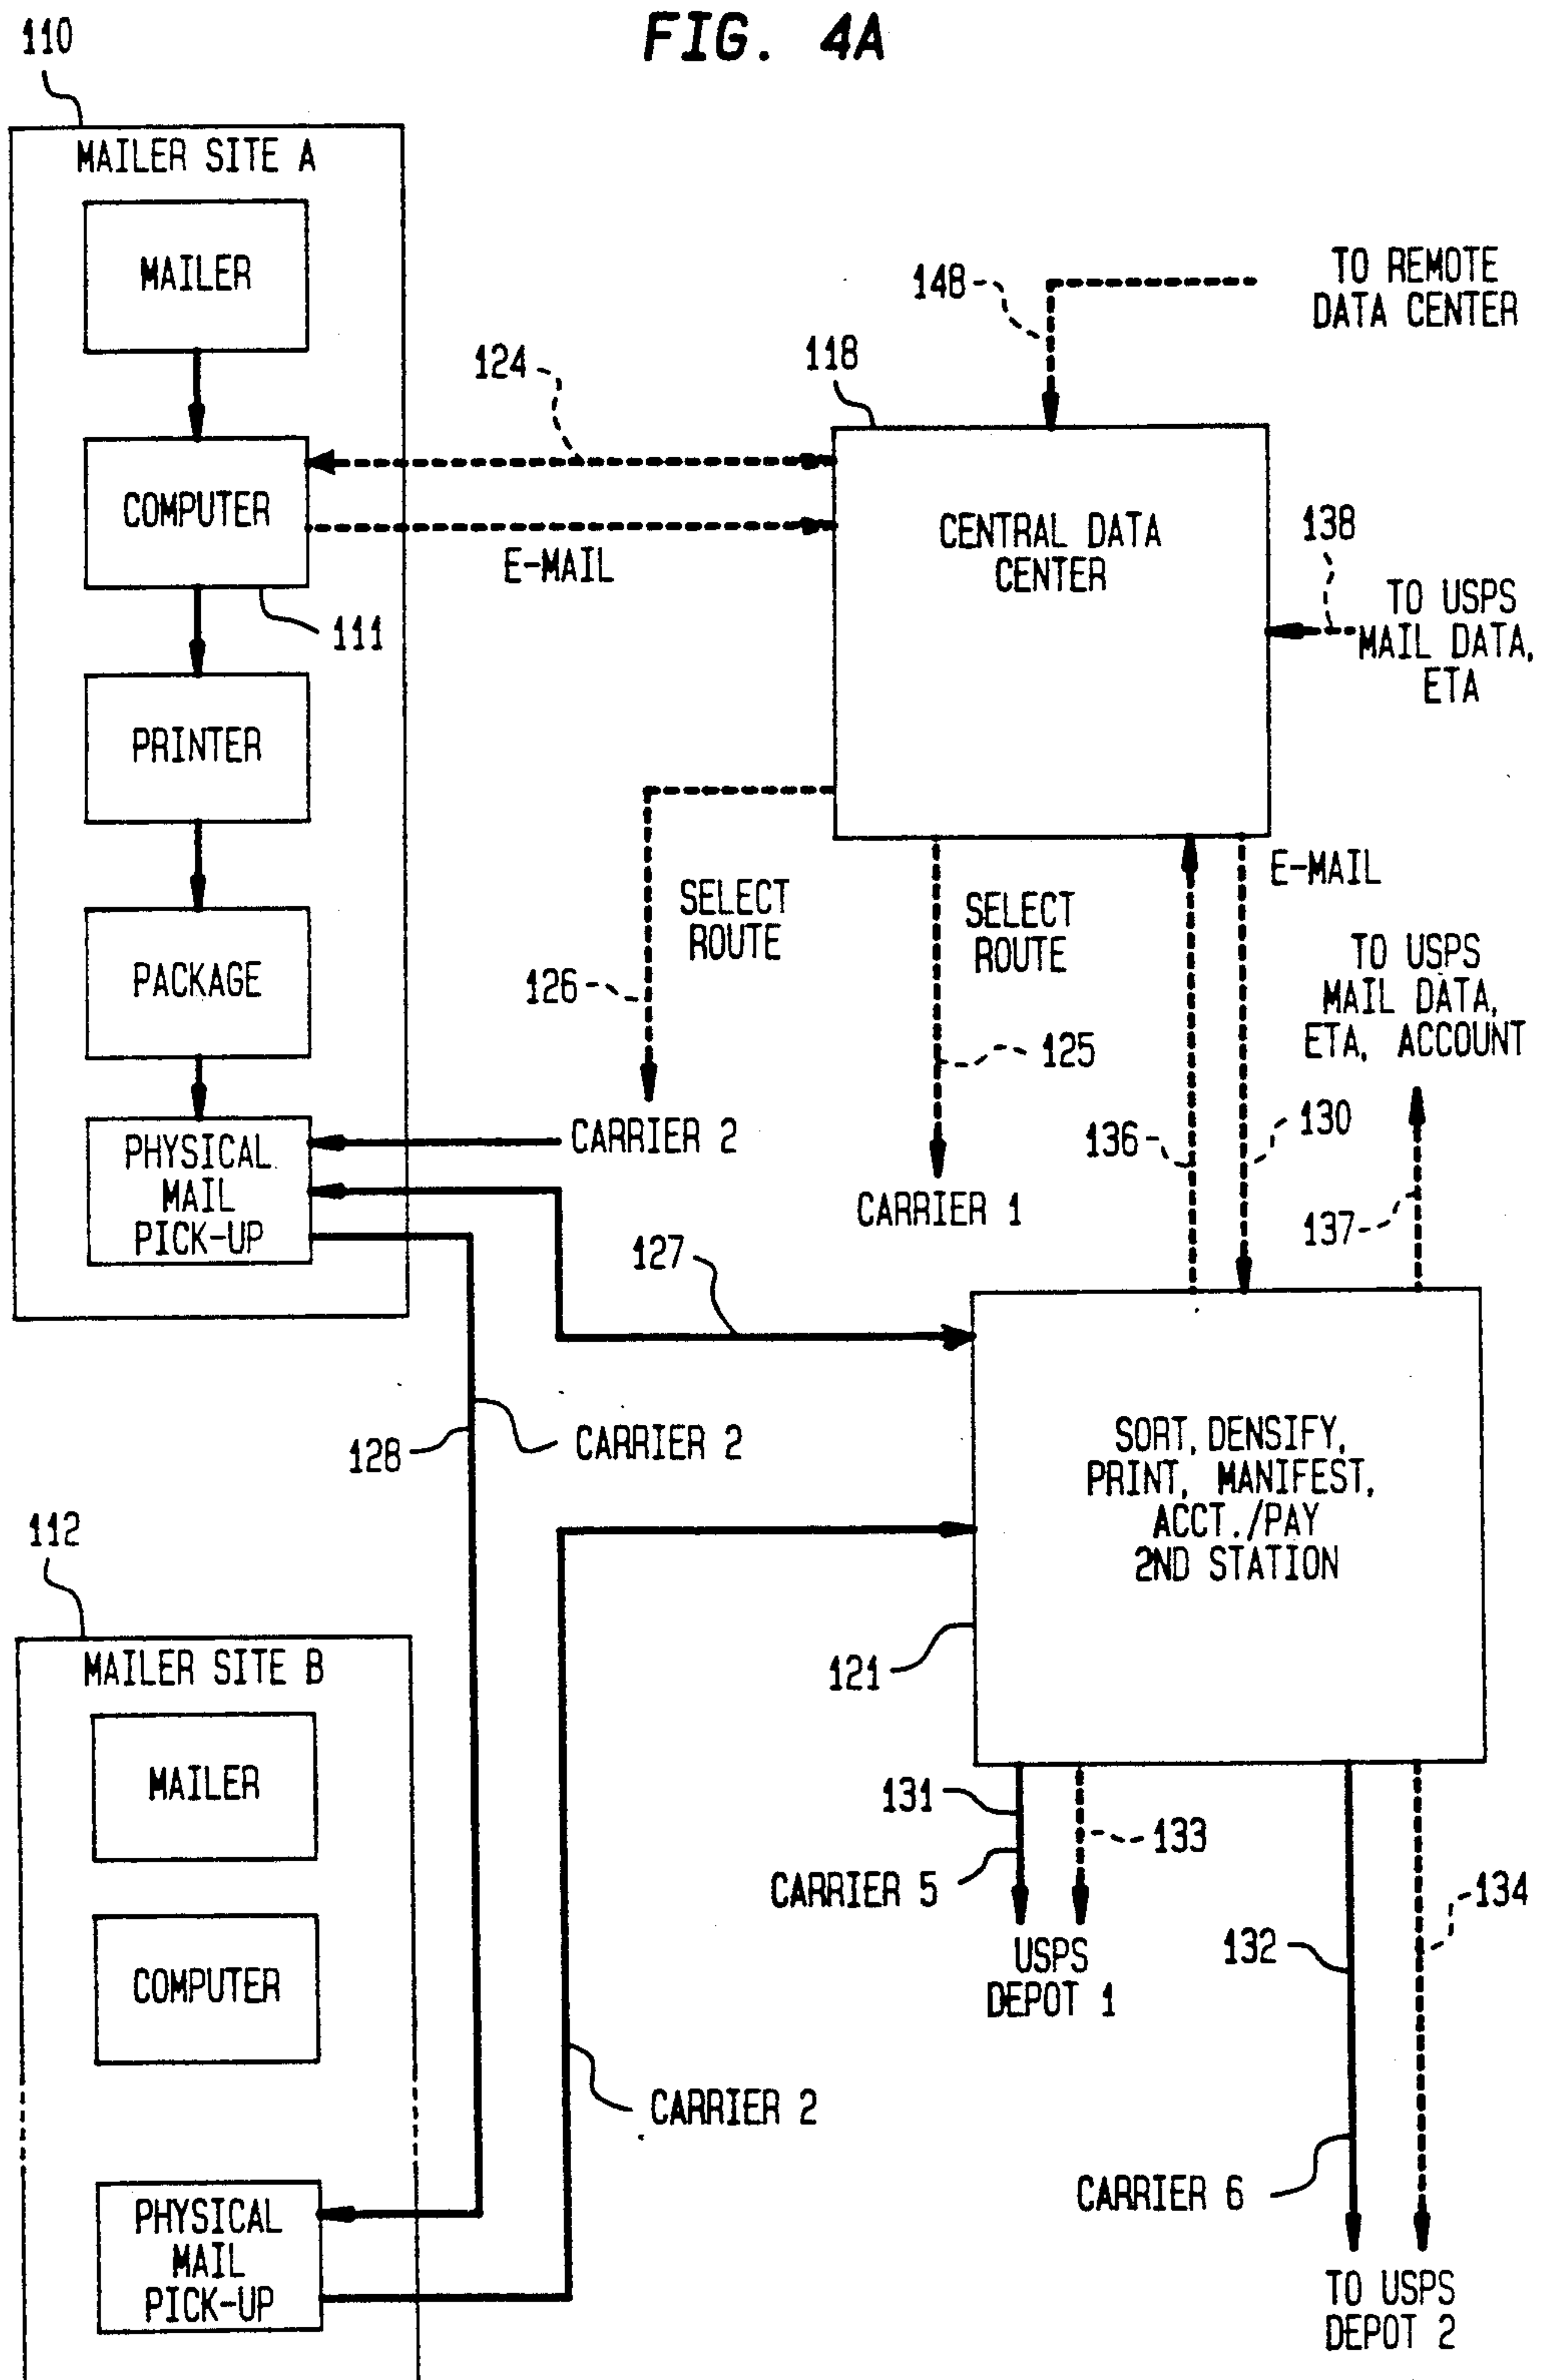 FIG. 4A
110
MAILER SITE A
MAILER
COMPUTER
111
PRINTER
PACKAGE
PHYSICAL
MAIL
PICK-UP
124
E-MAIL
118
148
TO REMOTE
DATA CENTER
CENTRAL DATA
CENTER
138
TO USPS
MAIL DATA,
ETA
SELECT
ROUTE
126
CARRIER 2
SELECT
ROUTE
125
CARRIER 1
E-MAIL
136
130
TO USPS
MAIL DATA,
ETA, ACCOUNT
137
127
128
CARRIER 2
SORT, DENSIFY,
PRINT, MANIFEST,
ACCT./PAY
2ND STATION
121
112
MAILER SITE B
MAILER
COMPUTER
PHYSICAL
MAIL
PICK-UP
CARRIER 2
131
CARRIER 5
133
USPS
DEPOT 1
132
134
CARRIER 6
TO USPS
DEPOT 2